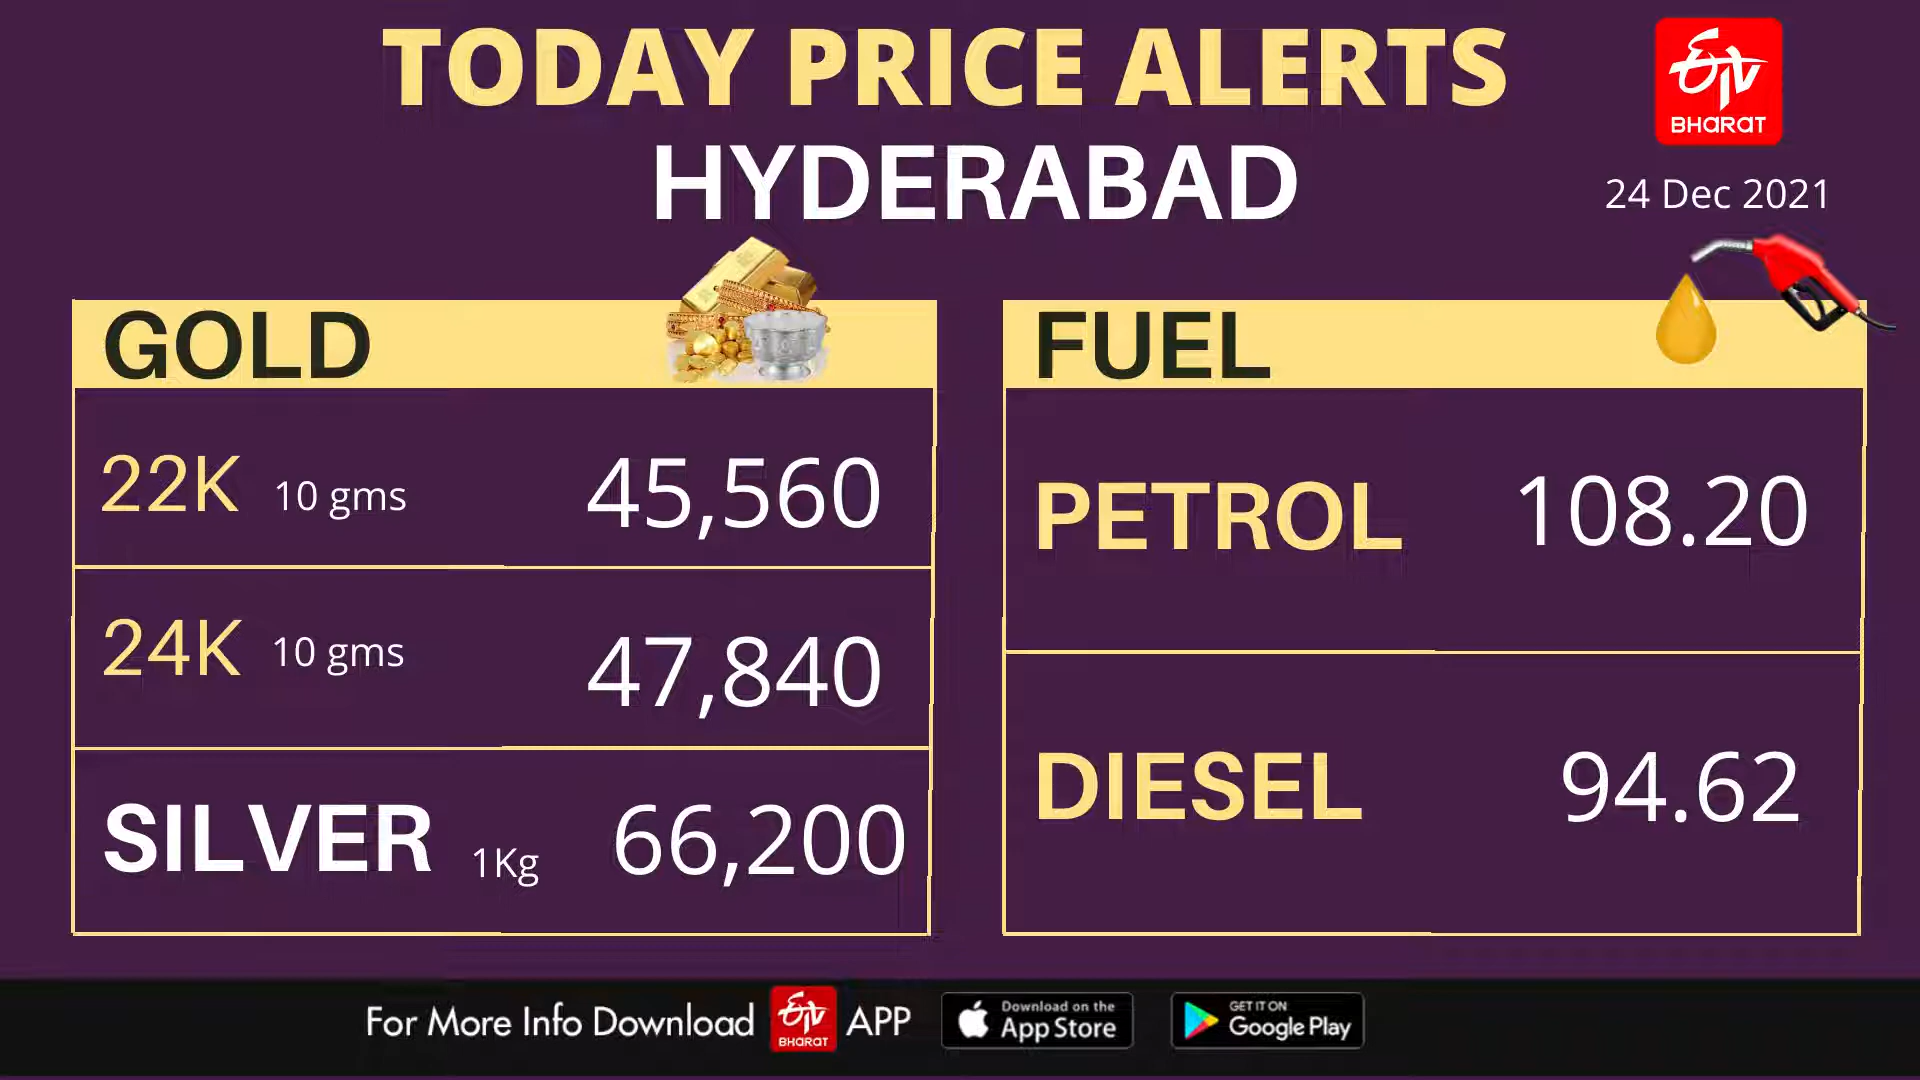 TODAY PRICE ALERTS
HYDERABAD
ETV
BHARAT
24 Dec 2021
GOLD
22K 10 gms 45,560
24K 10 gms 47,840
SILVER 1Kg 66,200
FUEL
PETROL 108.20
DIESEL 94.62
For More Info Download ETV BHARAT APP
Download on the
App Store
GET IT ON
Google Play